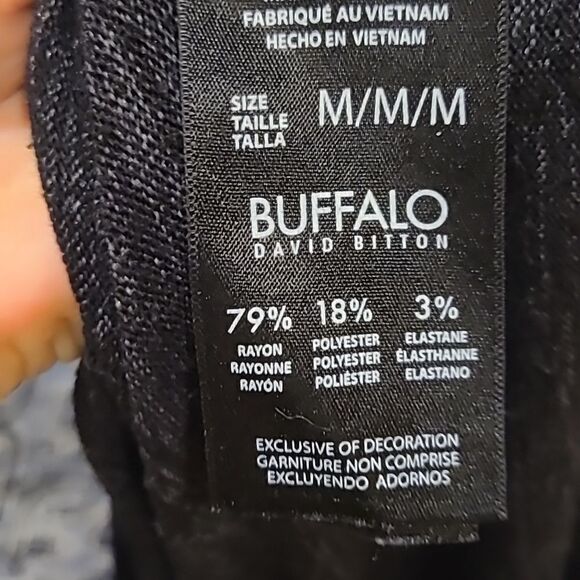 FABRIQUÉ AU VIETNAM
HECHO EN VIETNAM
SIZE
TAILLE
TALLA
M/M/M
BUFFALO
DAVID BITTON
79% 18% 3%
RAYON POLYESTER ELASTANE
RAYONNE POLYESTER ÉLASTHANNE
RAYÓN POLIÉSTER ELASTANO
EXCLUSIVE OF DECORATION
GARNITURE NON COMPRISE
EXCLUYENDO ADORNOS